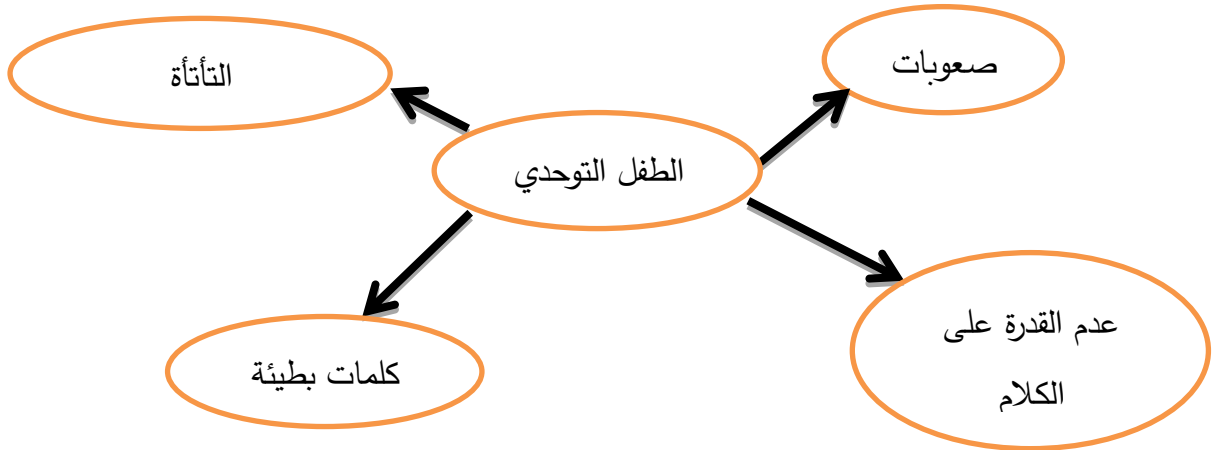 صعوبات
التأتأة
الطفل التوحدي
عدم القدرة على
الكلام
كلمات بطيئة